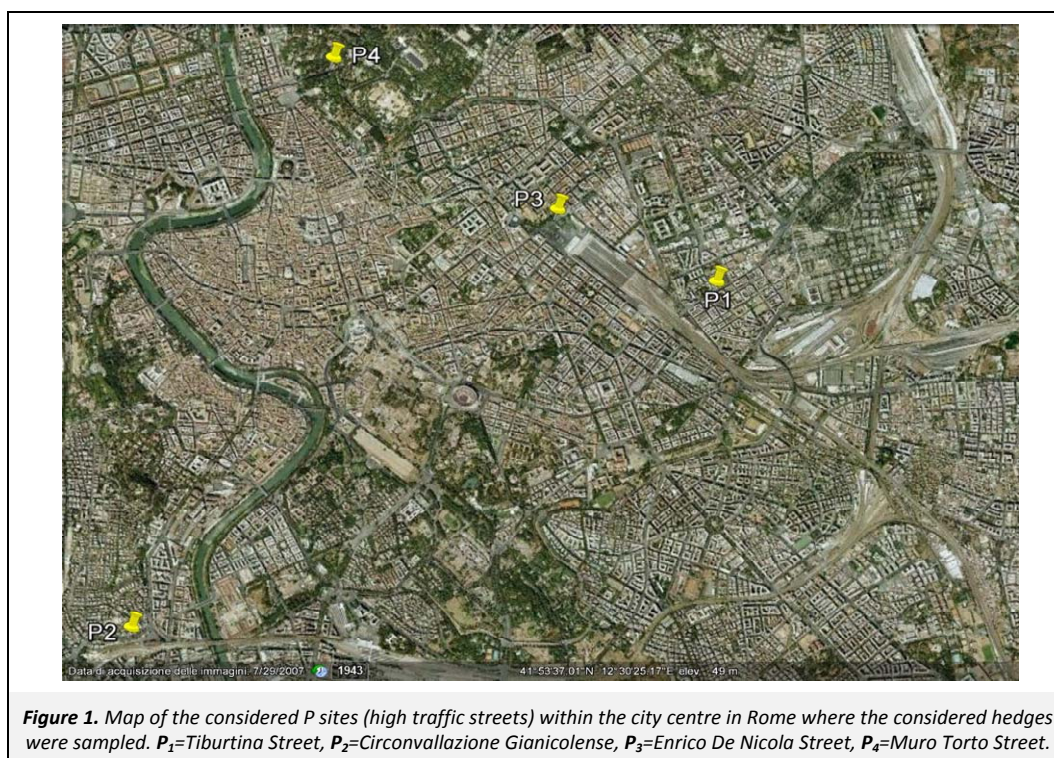 P4
P3
P1
P2
Data di acquisizione delle immagini: 7/29/2007 1943 41°53'37.01"N 12°30'25.17"E elev. 49 m
Figure 1. Map of the considered P sites (high traffic streets) within the city centre in Rome where the considered hedges
were sampled. P₁=Tiburtina Street, P₂=Circonvallazione Gianicolense, P₃=Enrico De Nicola Street, P₄=Muro Torto Street.